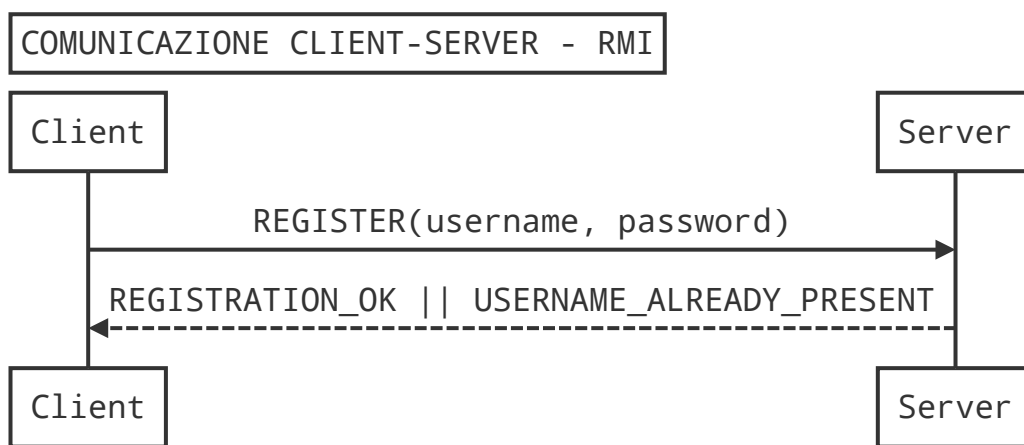 COMUNICAZIONE CLIENT-SERVER - RMI
Client
Server
REGISTER(username, password)
REGISTRATION_OK || USERNAME_ALREADY_PRESENT
Client
Server